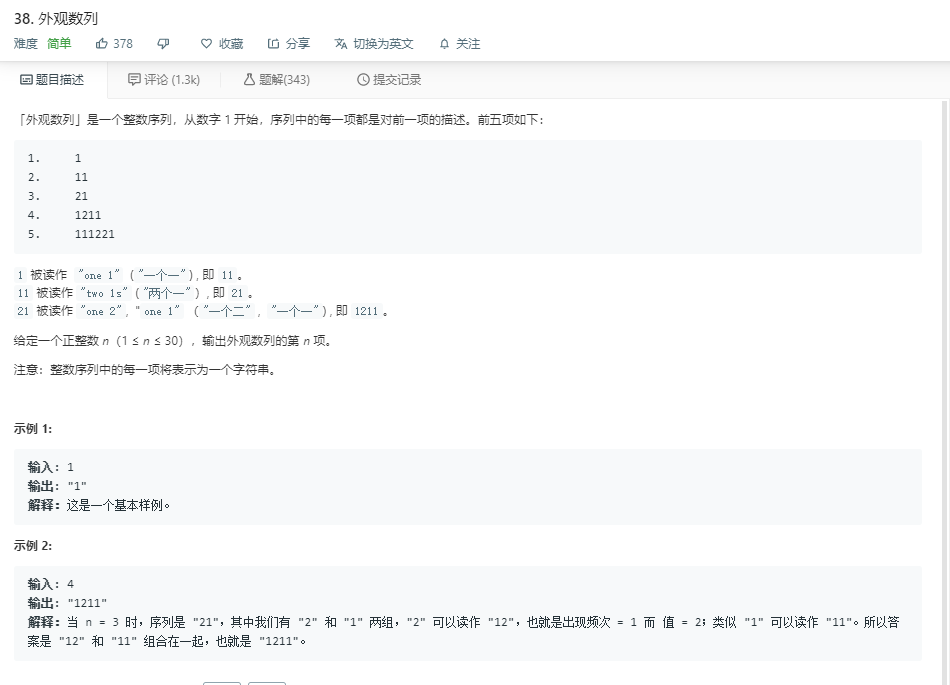 38. 外观数列
难度 简单 378 收藏 分享 切换为英文 关注
题目描述 评论 (1.3k) 题解(343) 提交记录
「外观数列」是一个整数序列，从数字 1 开始，序列中的每一项都是对前一项的描述。前五项如下：
1. 1
2. 11
3. 21
4. 1211
5. 111221
1 被读作 "one 1" ("一个一") , 即 11 。
11 被读作 "two 1s" ("两个一") , 即 21 。
21 被读作 "one 2", " one 1" ("一个二" , "一个一") , 即 1211 。
给定一个正整数 n（1 ≤ n ≤ 30），输出外观数列的第 n 项。
注意：整数序列中的每一项将表示为一个字符串。
示例 1:
输入: 1
输出: "1"
解释：这是一个基本样例。
示例 2:
输入: 4
输出: "1211"
解释：当 n = 3 时，序列是 "21"，其中我们有 "2" 和 "1" 两组，"2" 可以读作 "12"，也就是出现频次 = 1 而 值 = 2；类似 "1" 可以读作 "11"。所以答
案是 "12" 和 "11" 组合在一起，也就是 "1211"。